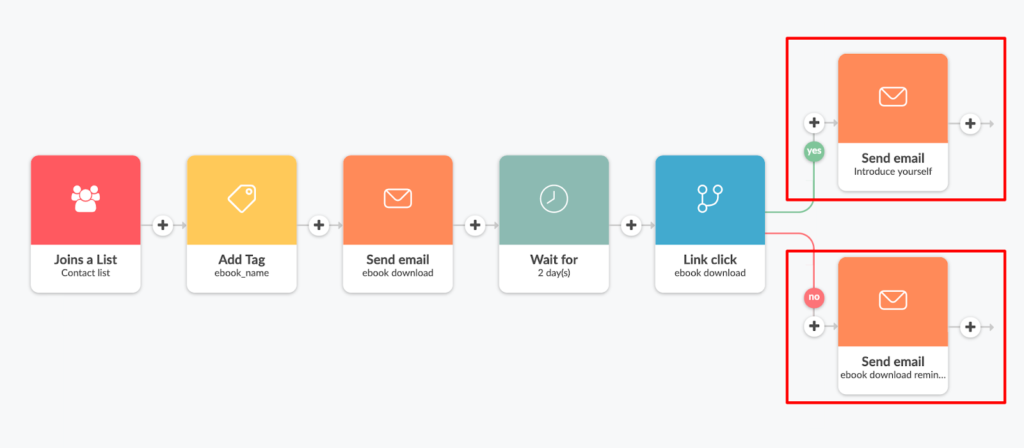 Joins a List
Contact list
Add Tag
ebook_name
Send email
ebook download
Wait for
2 day(s)
Link click
ebook download
yes
Send email
Introduce yourself
no
Send email
ebook download remin...